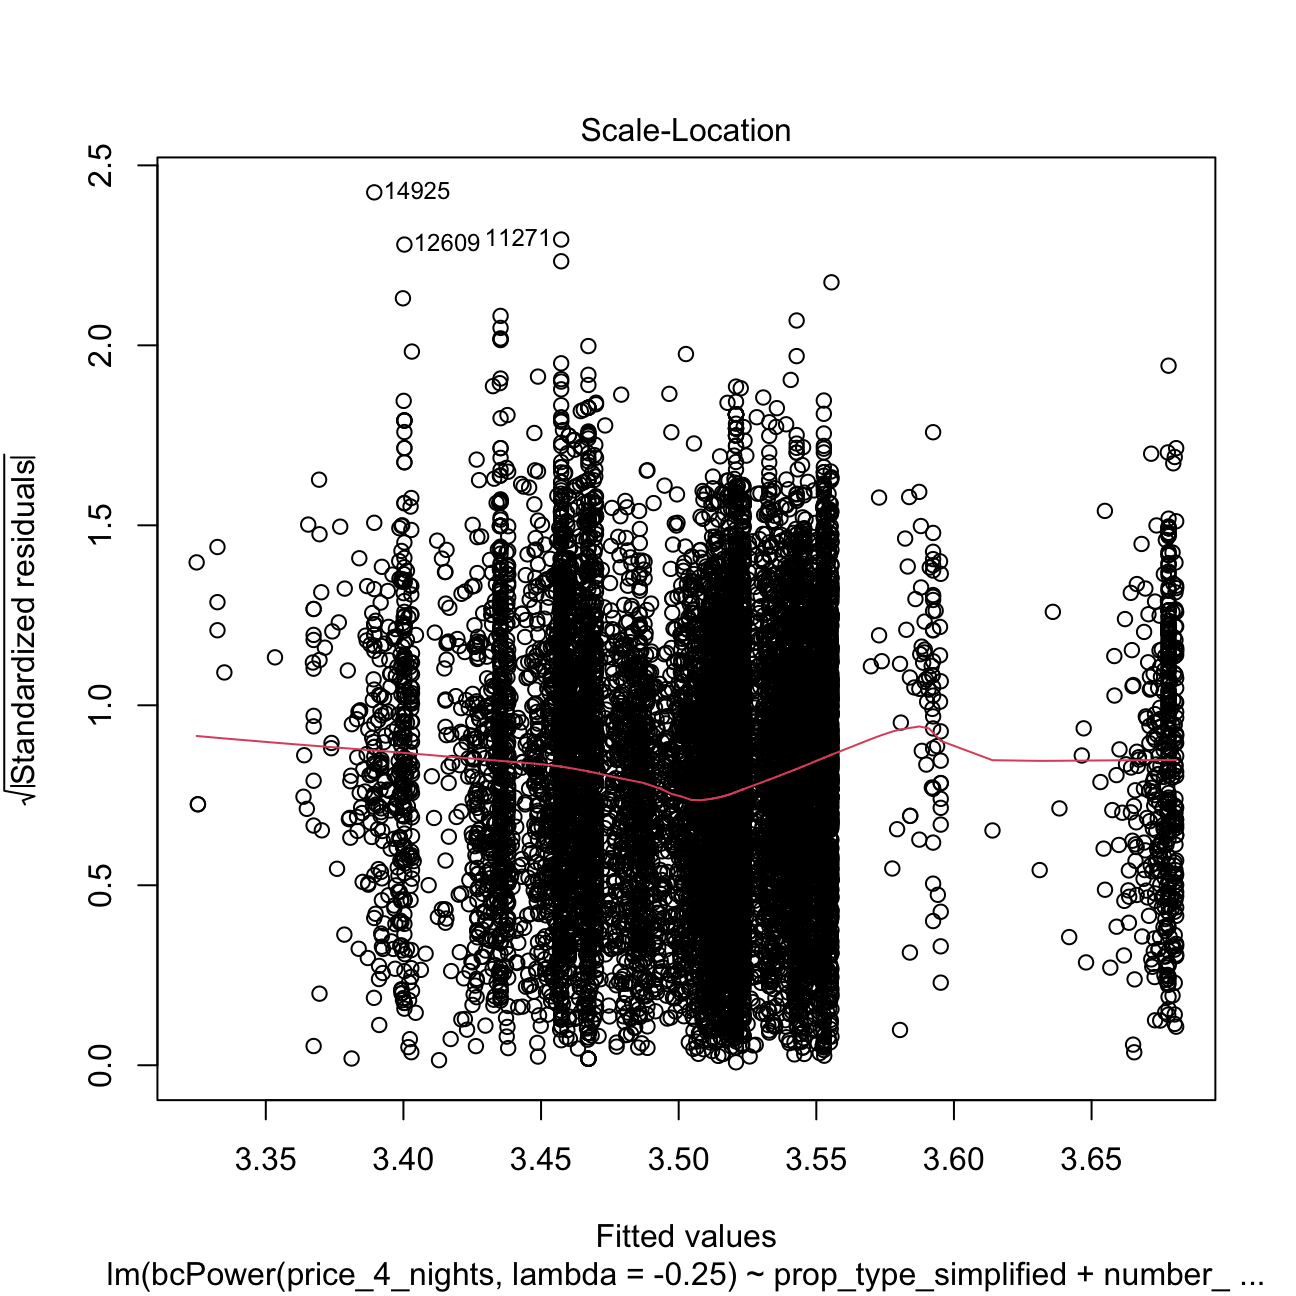 Scale-Location
√|Standardized residuals|
2.5
2.0
1.5
1.0
0.5
0.0
14925
12609
11271
3.35 3.40 3.45 3.50 3.55 3.60 3.65
Fitted values
lm(bcPower(price_4_nights, lambda = -0.25) ~ prop_type_simplified + number_ ...